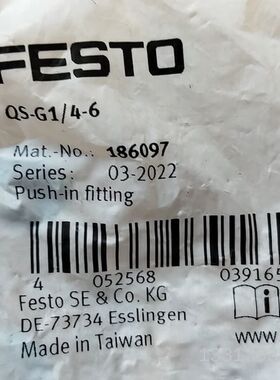 FESTO
QS-G1/4-6
Mat.-No.: 186097
Series: 03-2022
Push-in fitting
4 052568 039165
Festo SE & Co. KG
DE-73734 Esslingen
Made in Taiwan
www